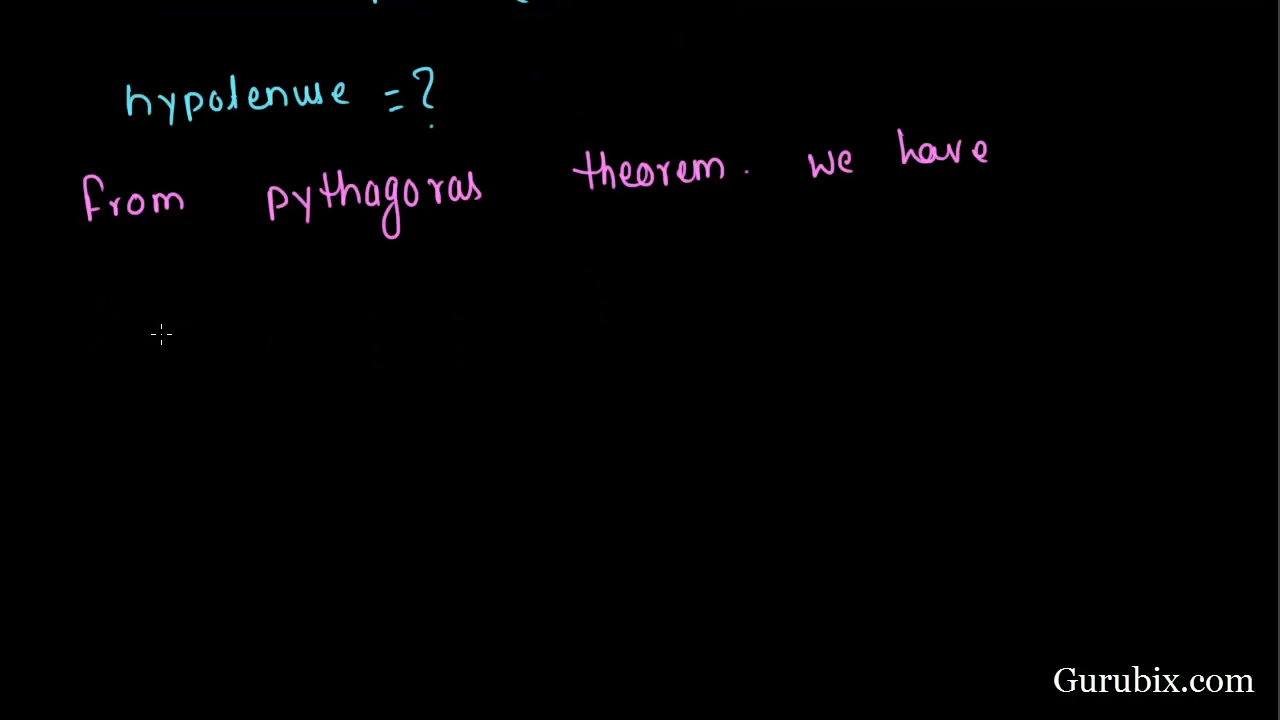 hypotenuse = ?
From pythagoras theorem. we have
Gurubix.com